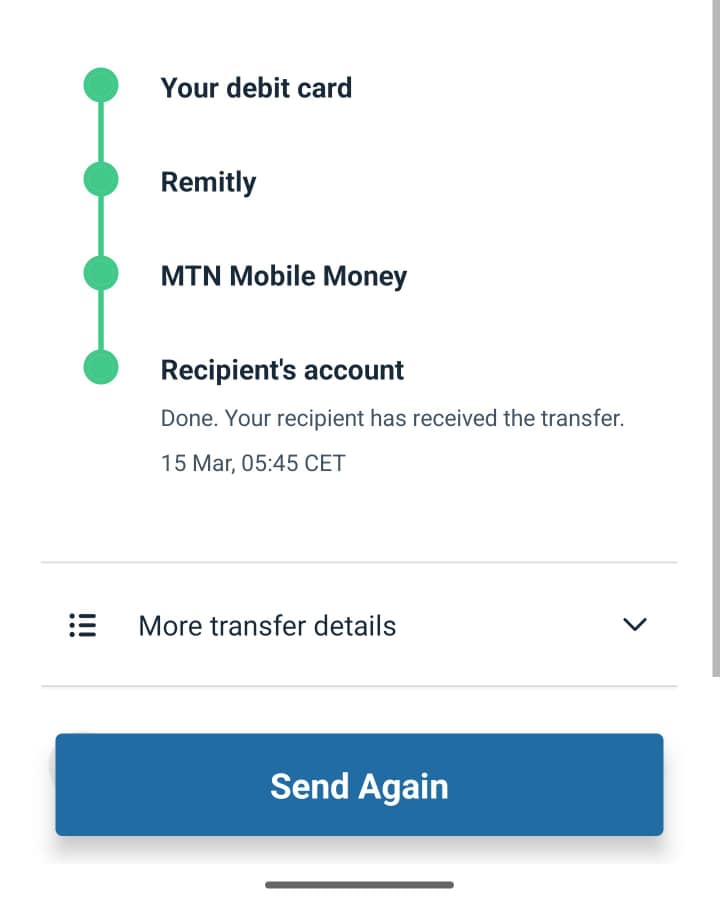 Your debit card
Remitly
MTN Mobile Money
Recipient's account
Done. Your recipient has received the transfer.
15 Mar, 05:45 CET
More transfer details
Send Again